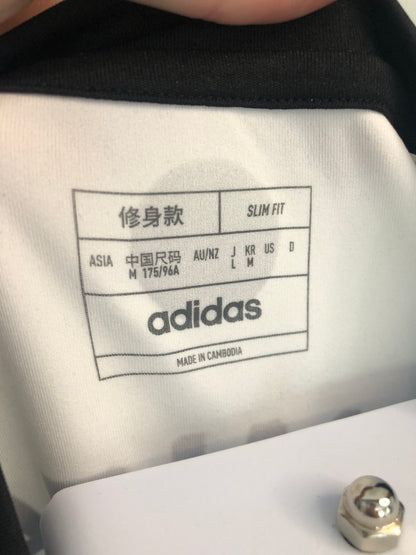 修身款 SLIM FIT
ASIA 中国尺码 AU/NZ J KR US D
M 175/96A L M
adidas
MADE IN CAMBODIA